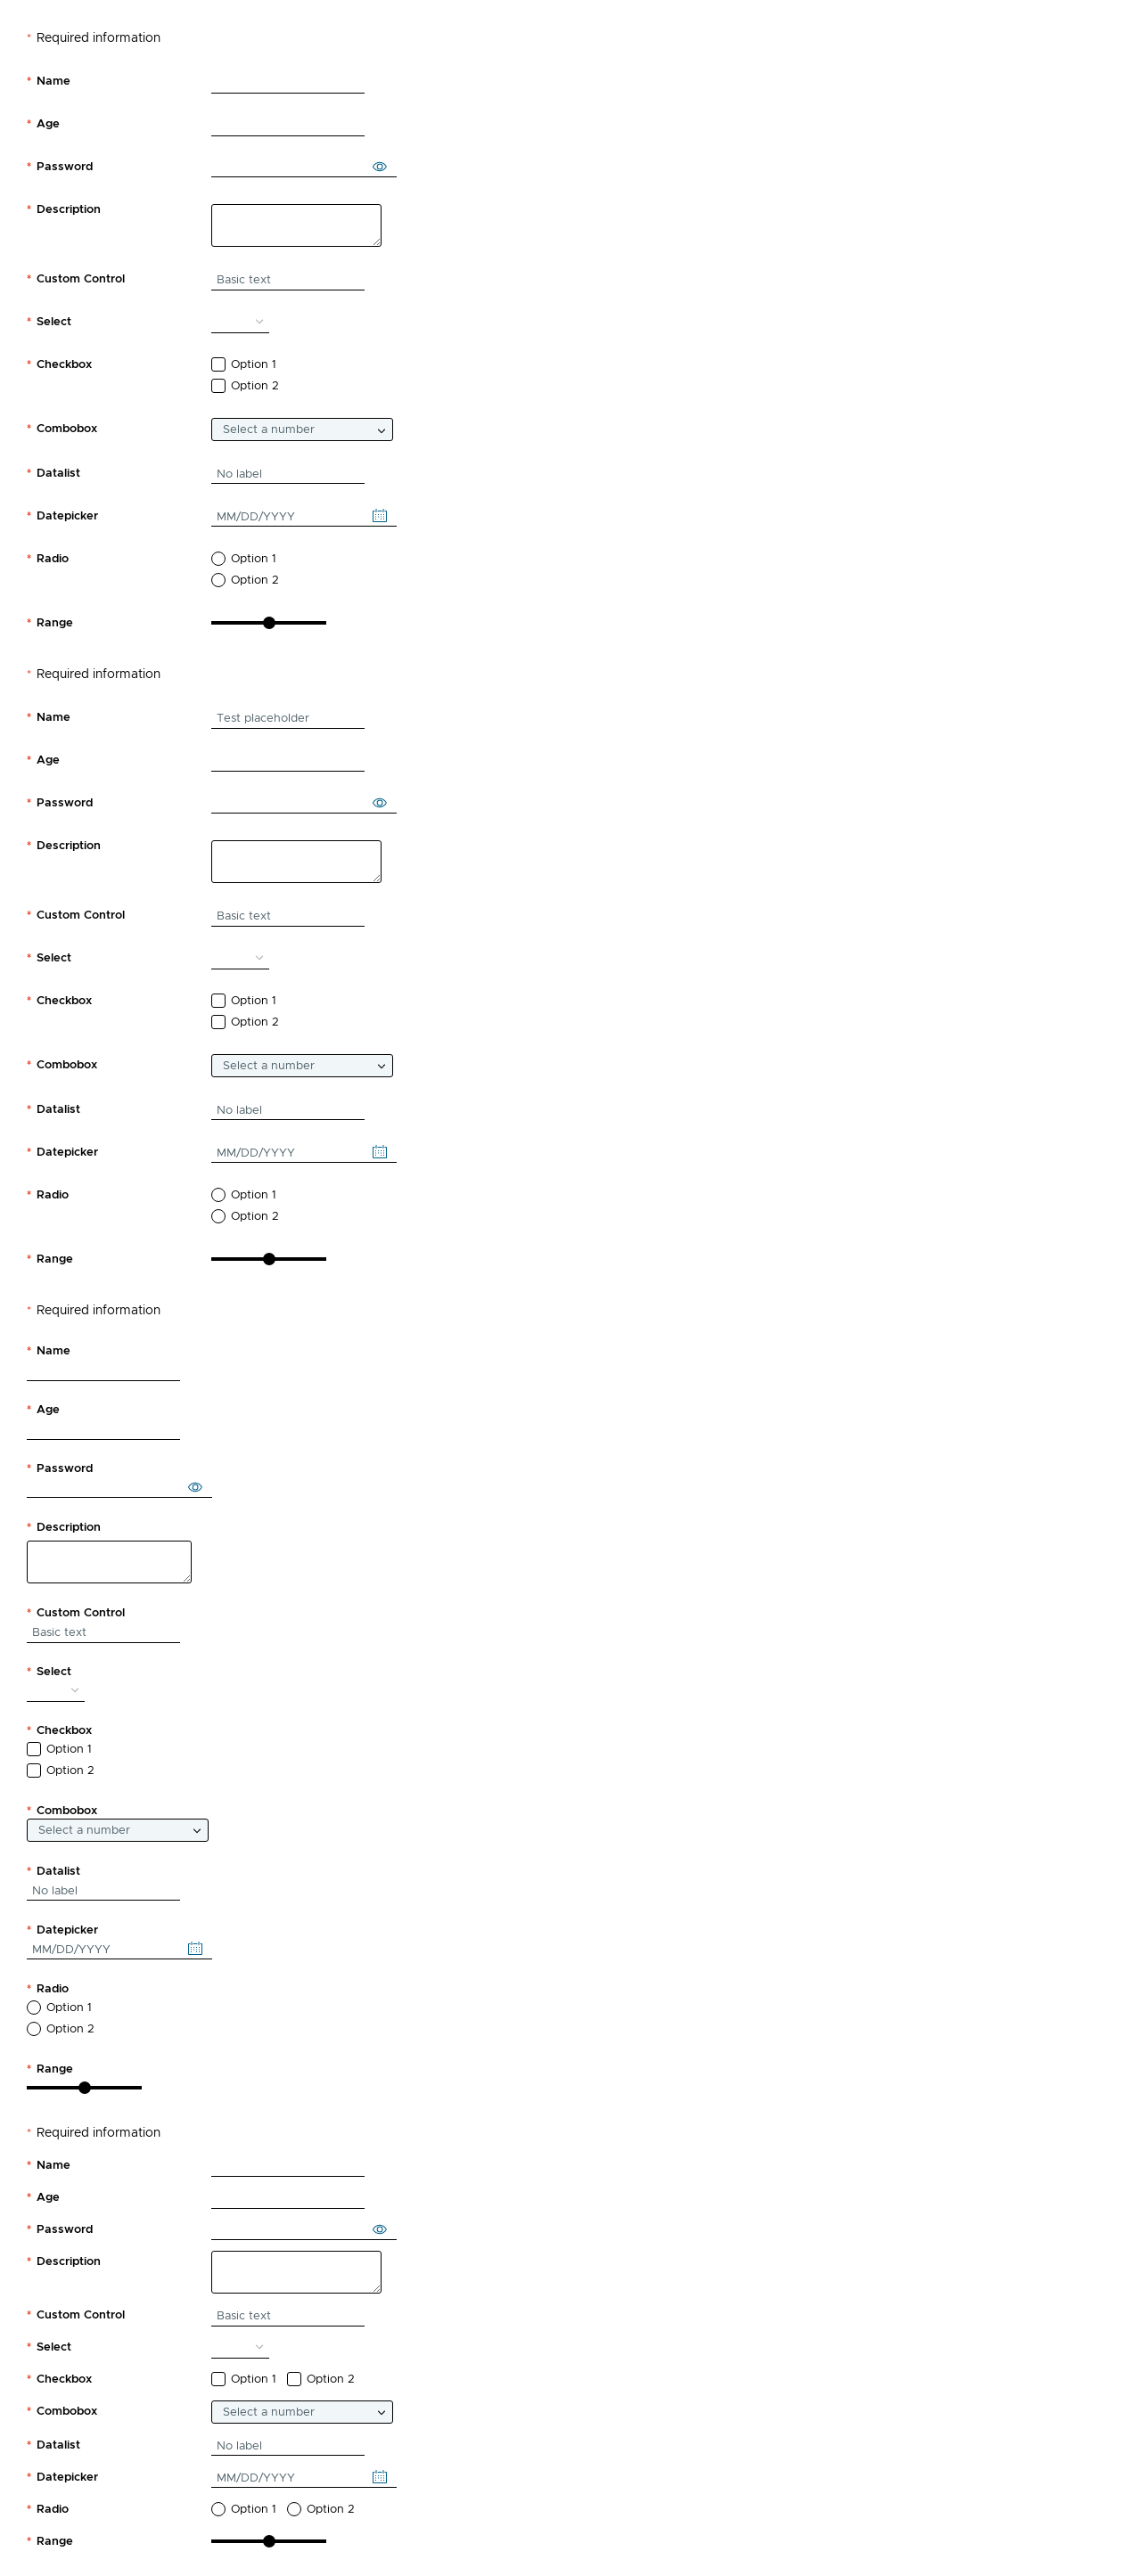 * Required information
* Name
* Age
* Password
* Description
* Custom Control Basic text
* Select
* Checkbox Option 1
Option 2
* Combobox Select a number
* Datalist No label
* Datepicker MM/DD/YYYY
* Radio Option 1
Option 2
* Range
* Required information
* Name Test placeholder
* Age
* Password
* Description
* Custom Control Basic text
* Select
* Checkbox Option 1
Option 2
* Combobox Select a number
* Datalist No label
* Datepicker MM/DD/YYYY
* Radio Option 1
Option 2
* Range
* Required information
* Name
* Age
* Password
* Description
* Custom Control
Basic text
* Select
* Checkbox
Option 1
Option 2
* Combobox
Select a number
* Datalist
No label
* Datepicker
MM/DD/YYYY
* Radio
Option 1
Option 2
* Range
* Required information
* Name
* Age
* Password
* Description
* Custom Control Basic text
* Select
* Checkbox Option 1 Option 2
* Combobox Select a number
* Datalist No label
* Datepicker MM/DD/YYYY
* Radio Option 1 Option 2
* Range